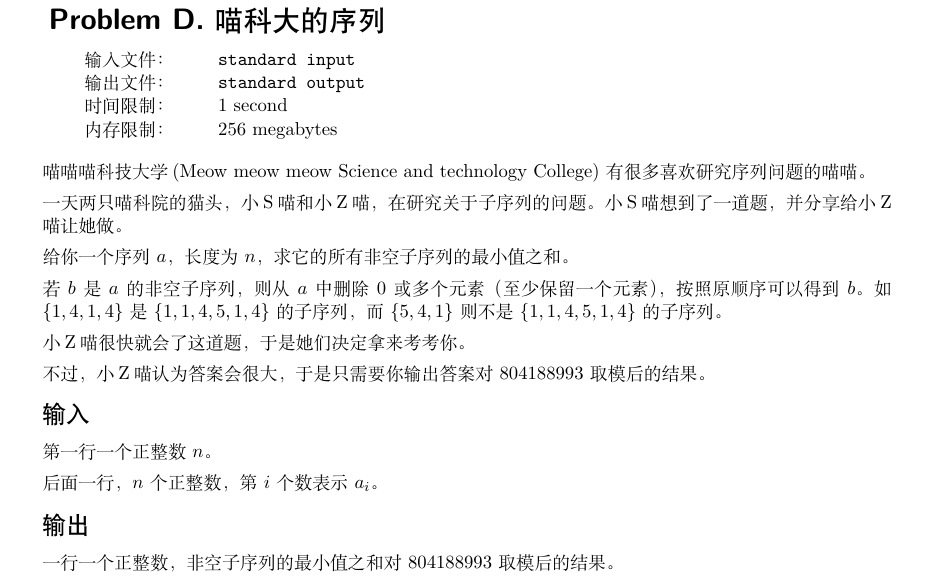 Problem D. 喵科大的序列
输入文件： standard input
输出文件： standard output
时间限制： 1 second
内存限制： 256 megabytes
喵喵喵科技大学 (Meow meow meow Science and technology College) 有很多喜欢研究序列问题的喵喵。
一天两只喵科院的猫头，小 S 喵和小 Z 喵，在研究关于子序列的问题。小 S 喵想到了一道题，并分享给小 Z
喵让她做。
给你一个序列 a，长度为 n，求它的所有非空子序列的最小值之和。
若 b 是 a 的非空子序列，则从 a 中删除 0 或多个元素（至少保留一个元素），按照原顺序可以得到 b。如
{1, 4, 1, 4} 是 {1, 1, 4, 5, 1, 4} 的子序列，而 {5, 4, 1} 则不是 {1, 1, 4, 5, 1, 4} 的子序列。
小 Z 喵很快就会了这道题，于是她们决定拿来考考你。
不过，小 Z 喵认为答案会很大，于是只需要你输出答案对 804188993 取模后的结果。
输入
第一行一个正整数 n。
后面一行，n 个正整数，第 i 个数表示 aᵢ。
输出
一行一个正整数，非空子序列的最小值之和对 804188993 取模后的结果。